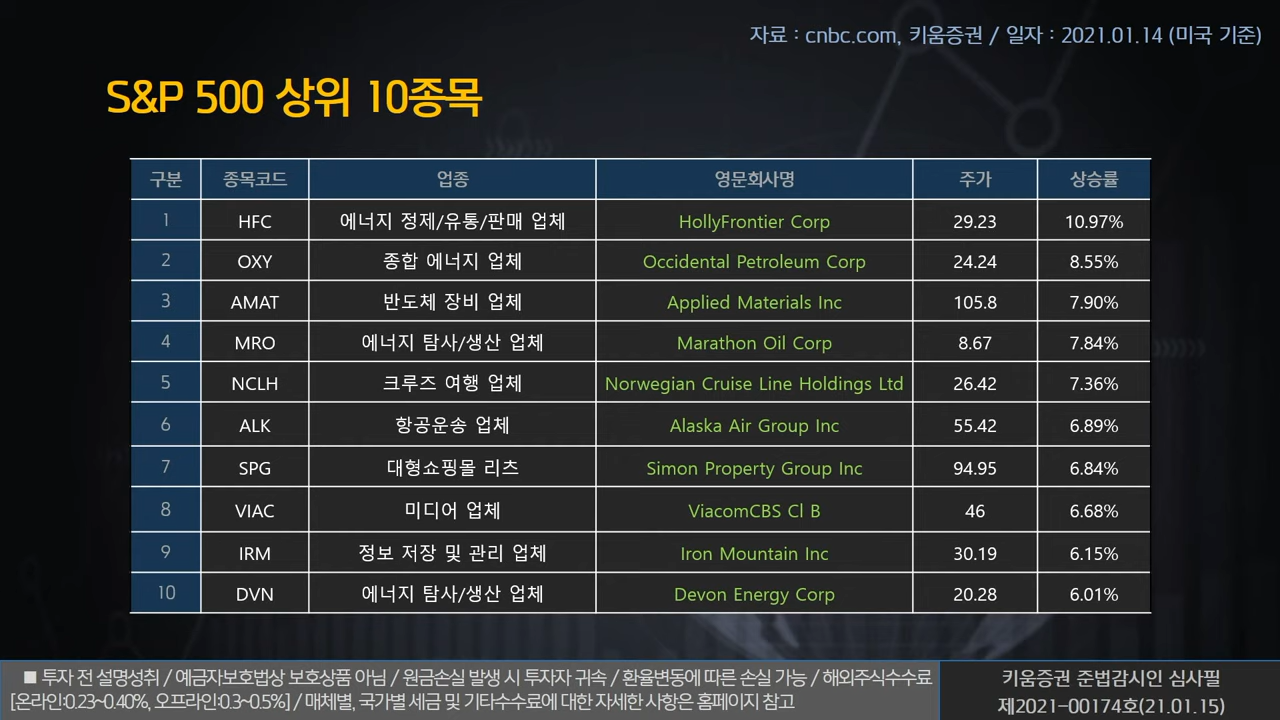 자료 : cnbc.com, 키움증권 / 일자 : 2021.01.14 (미국 기준)
S&P 500 상위 10종목
구분 종목코드 업종 영문회사명 주가 상승률
1 HFC 에너지 정제/유통/판매 업체 HollyFrontier Corp 29.23 10.97%
2 OXY 종합 에너지 업체 Occidental Petroleum Corp 24.24 8.55%
3 AMAT 반도체 장비 업체 Applied Materials Inc 105.8 7.90%
4 MRO 에너지 탐사/생산 업체 Marathon Oil Corp 8.67 7.84%
5 NCLH 크루즈 여행 업체 Norwegian Cruise Line Holdings Ltd 26.42 7.36%
6 ALK 항공운송 업체 Alaska Air Group Inc 55.42 6.89%
7 SPG 대형쇼핑몰 리츠 Simon Property Group Inc 94.95 6.84%
8 VIAC 미디어 업체 ViacomCBS Cl B 46 6.68%
9 IRM 정보 저장 및 관리 업체 Iron Mountain Inc 30.19 6.15%
10 DVN 에너지 탐사/생산 업체 Devon Energy Corp 20.28 6.01%
■ 투자 전 설명성취 / 예금자보호법상 보호상품 아님 / 원금손실 발생 시 투자자 귀속 / 환율변동에 따른 손실 가능 / 해외주식수수료
[온라인:0.23~0.40%, 오프라인:0.3~0.5%] / 매체별, 국가별 세금 및 기타수수료에 대한 자세한 사항은 홈페이지 참고
키움증권 준법감시인 심사필
제2021-00174호(21.01.15)